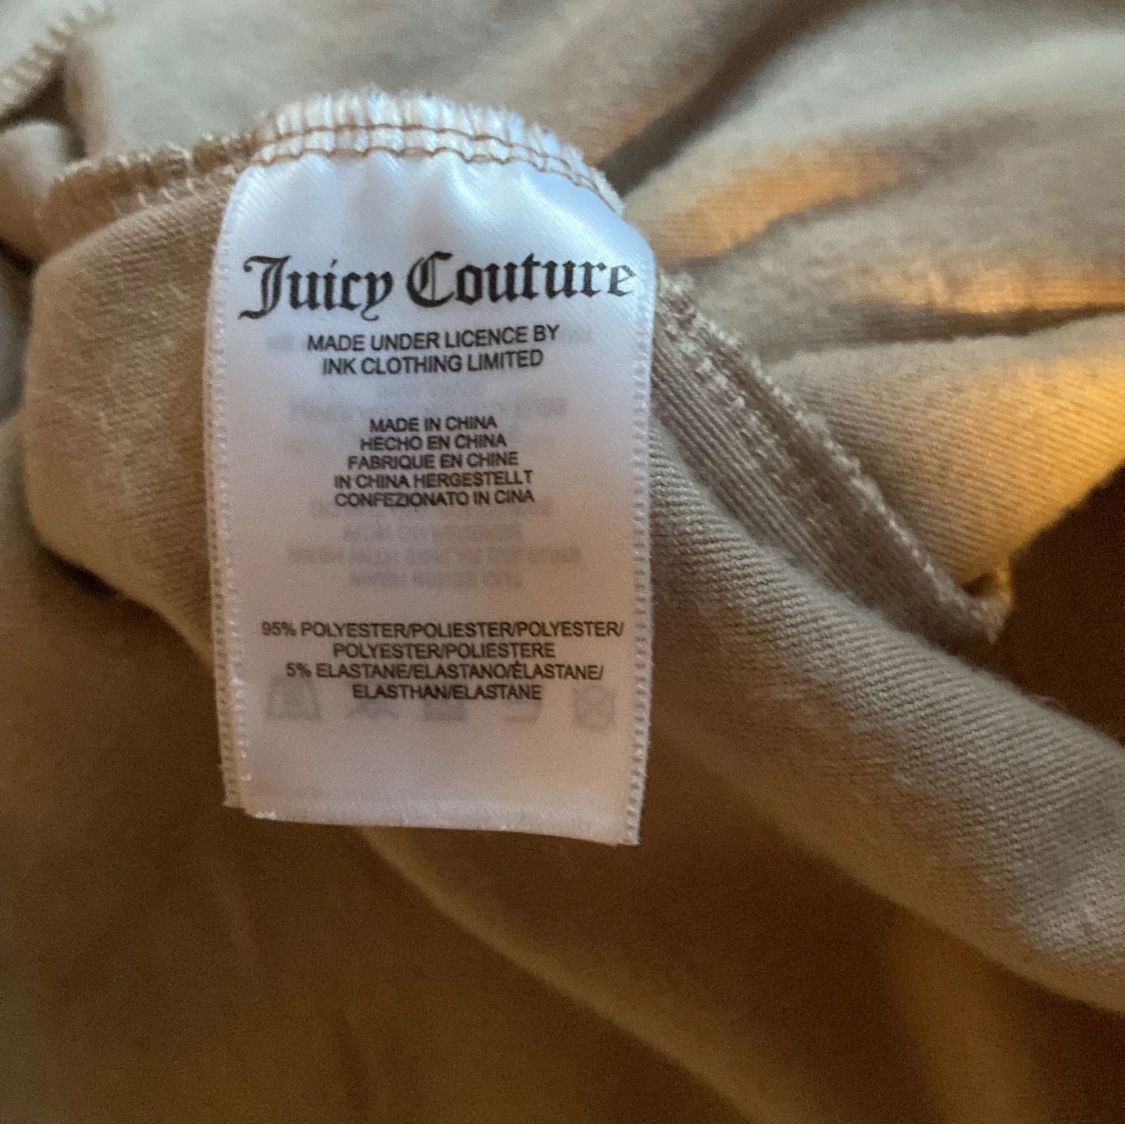 Juicy Couture
MADE UNDER LICENCE BY
INK CLOTHING LIMITED
MADE IN CHINA
HECHO EN CHINA
FABRIQUE EN CHINE
IN CHINA HERGESTELLT
CONFEZIONATO IN CINA
95% POLYESTER/POLIESTER/POLYESTER/
POLYESTER/POLIESTERE
5% ELASTANE/ELASTANO/ÉLASTANE/
ELASTHAN/ELASTANE